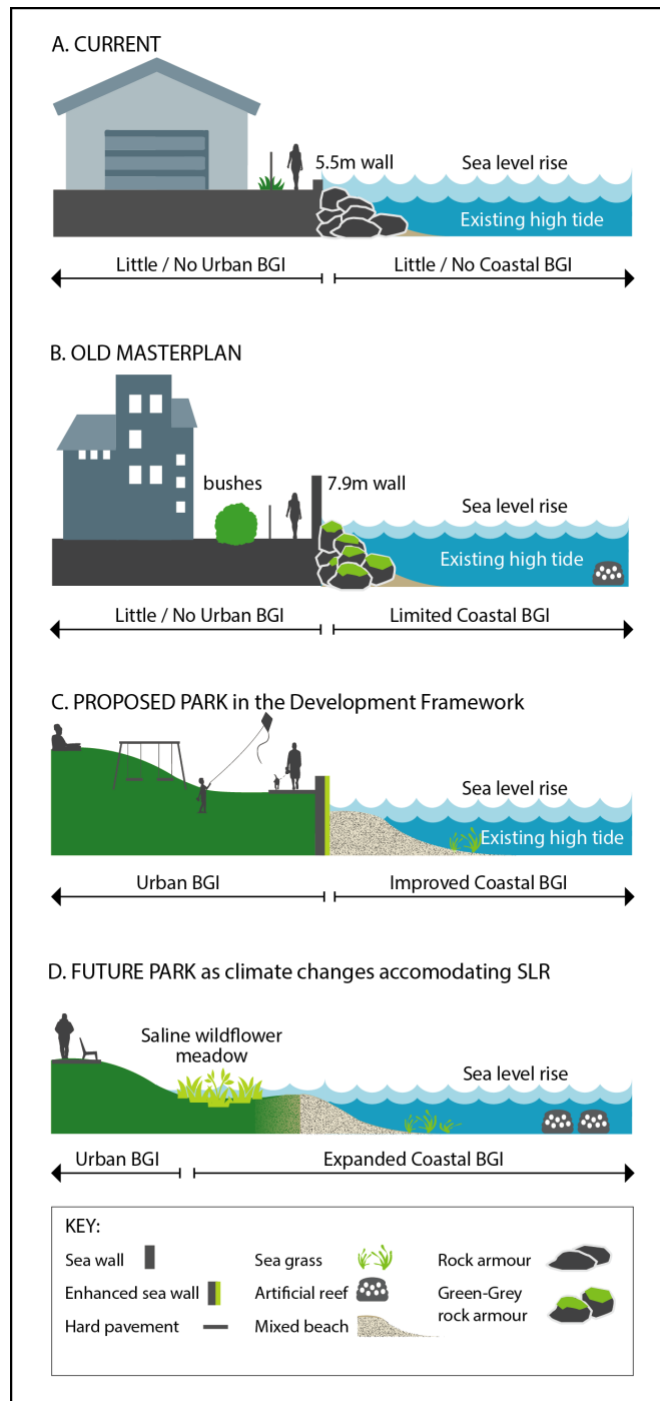 A. CURRENT
5.5m wall
Sea level rise
Existing high tide
Little / No Urban BGI
Little / No Coastal BGI
B. OLD MASTERPLAN
bushes
7.9m wall
Sea level rise
Existing high tide
Little / No Urban BGI
Limited Coastal BGI
C. PROPOSED PARK in the Development Framework
Sea level rise
Existing high tide
Urban BGI
Improved Coastal BGI
D. FUTURE PARK as climate changes accomodating SLR
Saline wildflower
meadow
Sea level rise
Urban BGI
Expanded Coastal BGI
KEY:
Sea wall
Sea grass
Rock armour
Enhanced sea wall
Artificial reef
Green-Grey
rock armour
Hard pavement
Mixed beach